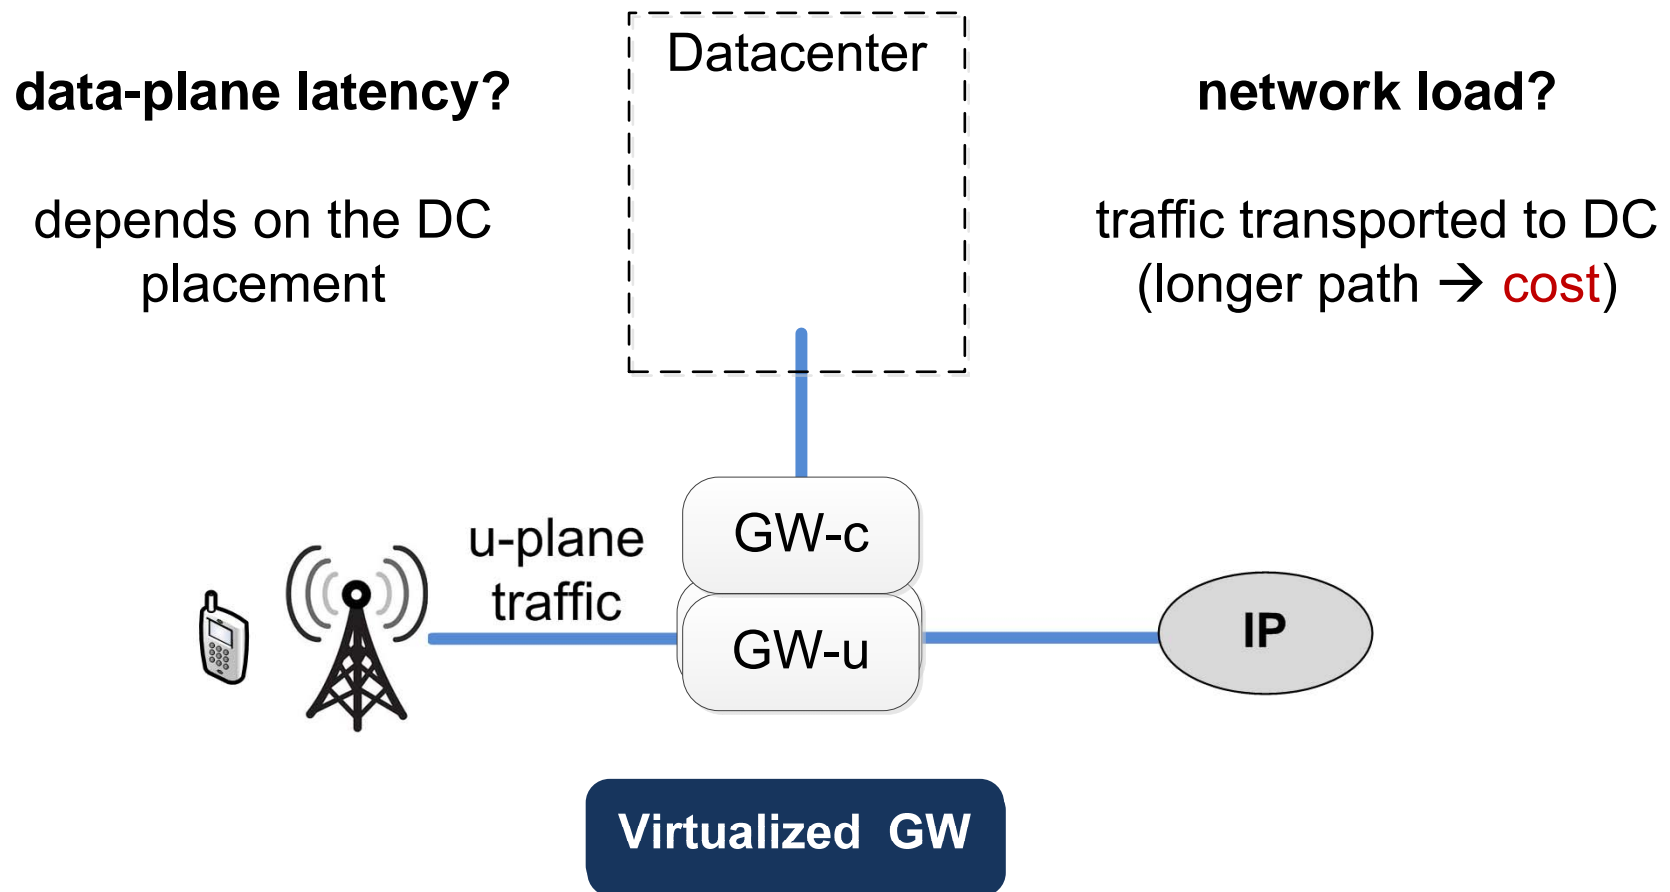 Datacenter
data-plane latency?
depends on the DC
placement
network load?
traffic transported to DC
(longer path → cost)
u-plane
traffic
GW-c
GW-u
IP
Virtualized GW